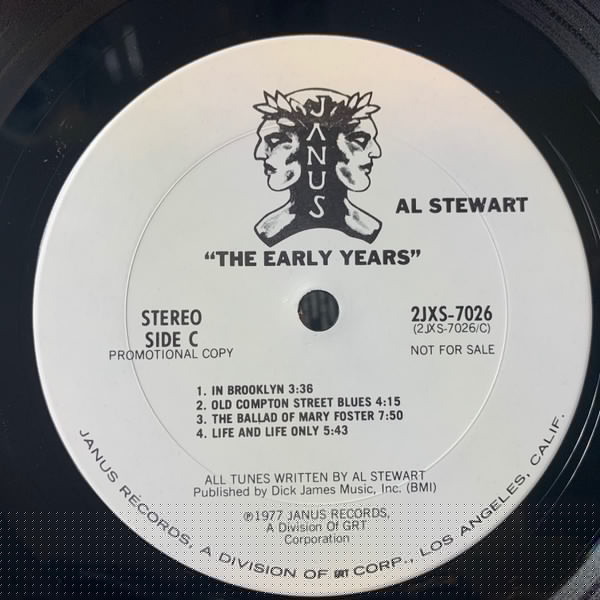 JANUS
AL STEWART
"THE EARLY YEARS"
STEREO
SIDE C
PROMOTIONAL COPY
2JXS-7026
(2JXS-7026/C)
NOT FOR SALE
1. IN BROOKLYN 3:36
2. OLD COMPTON STREET BLUES 4:15
3. THE BALLAD OF MARY FOSTER 7:50
4. LIFE AND LIFE ONLY 5:43
ALL TUNES WRITTEN BY AL STEWART
Published by Dick James Music, Inc. (BMI)
℗1977 JANUS RECORDS,
A Division Of GRT
Corporation
JANUS RECORDS, A DIVISION OF GRT CORP., LOS ANGELES, CALIF.